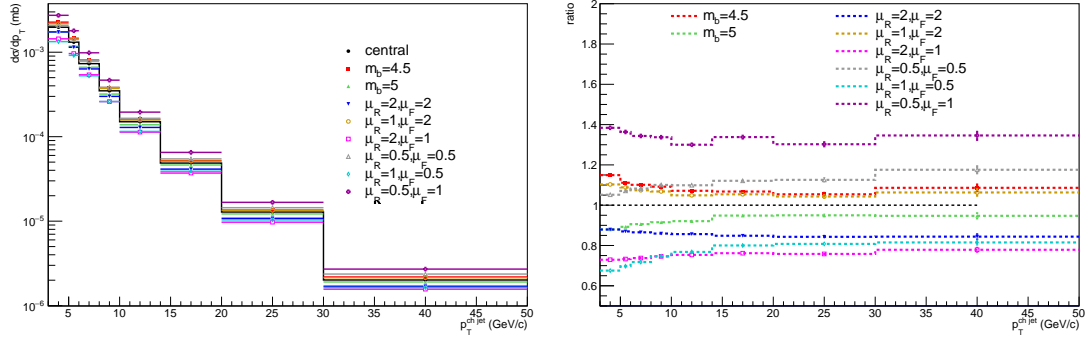 dσ/dp_T (mb)
10^−3
10^−4
10^−5
10^−6
5 10 15 20 25 30 35 40 45 50
p_T^ch jet (GeV/c)
central
m_b=4.5
m_b=5
μ_R=2,μ_F=2
μ_R=1,μ_F=2
μ_R=2,μ_F=1
μ_R=0.5,μ_F=0.5
μ_R=1,μ_F=0.5
μ_R=0.5,μ_F=1
ratio
2
1.8
1.6
1.4
1.2
1
0.8
0.6
5 10 15 20 25 30 35 40 45 50
p_T^ch jet (GeV/c)
m_b=4.5
m_b=5
μ_R=2,μ_F=2
μ_R=1,μ_F=2
μ_R=2,μ_F=1
μ_R=0.5,μ_F=0.5
μ_R=1,μ_F=0.5
μ_R=0.5,μ_F=1